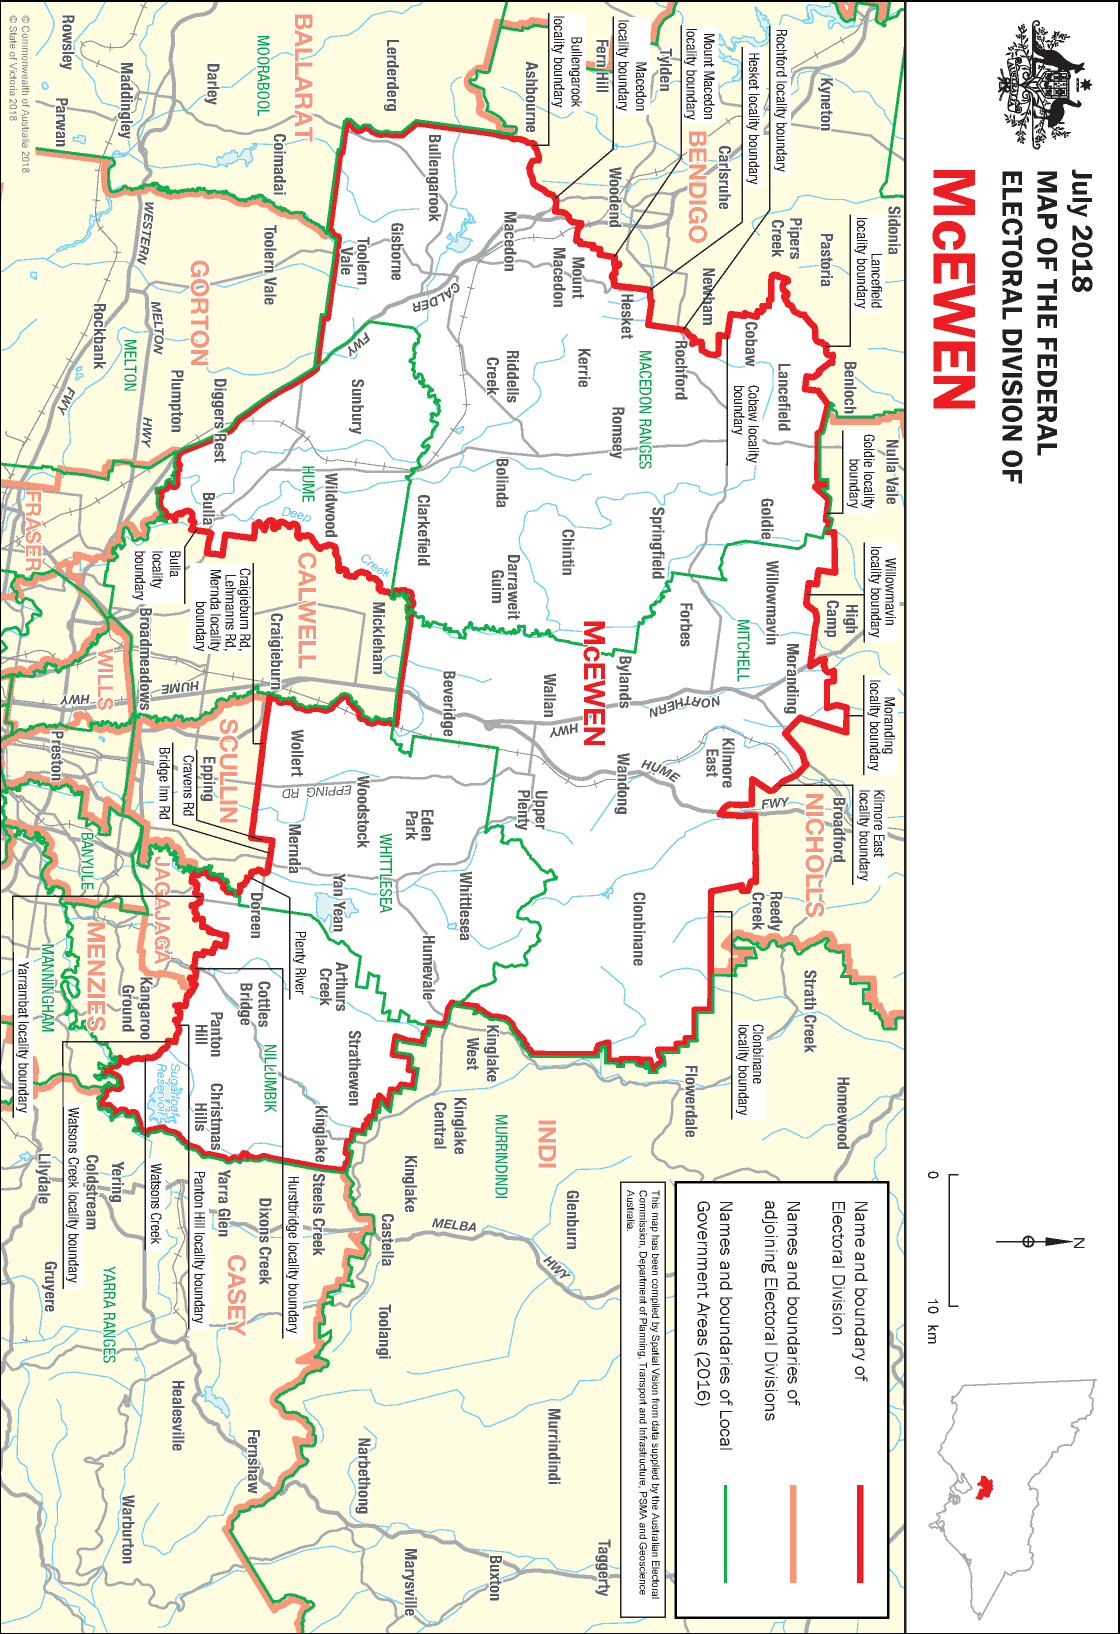 July 2018
MAP OF THE FEDERAL
ELECTORAL DIVISION OF
McEWEN
0
10 km
N
Name and boundary of
Electoral Division
Names and boundaries of
adjoining Electoral Divisions
Names and boundaries of Local
Government Areas (2016)
This map has been compiled by Spatial Vision from data supplied by the Australian Electoral
Commission, Department of Planning, Transport and Infrastructure, PSMA and Geoscience
Australia.
Sidonia
Nulla Vale
Lancefield
locality boundary
Benloch
Goldie locality
boundary
Willowmavin
locality boundary
High
Camp
Moranding
locality boundary
Kilmore East
locality boundary
Broadford
NICHOLLS
Homewood
Kyneton
Pastoria
Pipers
Creek
Rochford locality boundary
Hesket locality boundary
Mount Macedon
locality boundary
Carlsruhe
BENDIGO
Newham
Cobaw
Lancefield
Cobaw locality
boundary
Goldie
Willowmavin
Moranding
MITCHELL
Reedy
Creek
Strath Creek
Clonbinane
locality boundary
Tylden
Macedon
locality boundary
Fern Hill
Woodend
Hesket
Rochford
MACEDON RANGES
Romsey
Springfield
Forbes
NORTHERN
HWY
Kilmore
East
HUME
FWY
Flowerdale
Bullengarook
locality boundary
Ashbourne
Mount
Macedon
Kerrie
Chintin
McEWEN
Bylands
Wallan
Wandong
Clonbinane
INDI
Glenburn
Macedon
Riddells
Creek
Bolinda
Darraweit
Guim
Upper
Plenty
Kinglake
West
MURRINDINDI
Murrindindi
Taggerty
Lerderderg
Bullengarook
Gisborne
CALDER
FWY
Clarkefield
Beveridge
Eden
Park
Whittlesea
Humevale
Kinglake
Central
Kinglake
MELBA
HWY
Buxton
Toolern
Vale
Sunbury
Mickleham
WHITTLESEA
Woodstock
Yan Yean
Arthurs
Creek
Strathewen
Castella
Toolangi
Narbethong
Marysville
BALLARAT
MOORABOOL
Coimadai
Toolern Vale
HUME
Wildwood
Deep
Creek
CALWELL
Craigieburn
Wollert
EPPING RD
Mernda
Plenty River
Doreen
Kinglake
Steels Creek
Hurstbridge locality boundary
Darley
Diggers Rest
Bulla
Craigieburn Rd,
Lehmanns Rd,
Mernda locality
boundary
SCULLIN
Epping
Cravens Rd
Bridge Inn Rd
Cottles
Bridge
NILLUMBIK
Panton
Hill
Christmas
Hills
Dixons Creek
CASEY
Yarra Glen
Panton Hill locality boundary
Fernshaw
GORTON
Plumpton
Bulla
locality
boundary
HUME
HWY
JAGAJAGA
Sugarloaf
Reservoir
Watsons Creek
Healesville
Maddingley
WESTERN
MELTON
HWY
MELTON
Rockbank
FWY
Broadmeadows
WILLS
BANYULE
MENZIES
Kangaroo
Ground
Yering
Coldstream
YARRA RANGES
Warburton
Rowsley
Parwan
FRASER
Preston
MANNINGHAM
Yarrambat locality boundary
Watsons Creek locality boundary
Lilydale
Gruyere
© Commonwealth of Australia 2018
© State of Victoria 2018